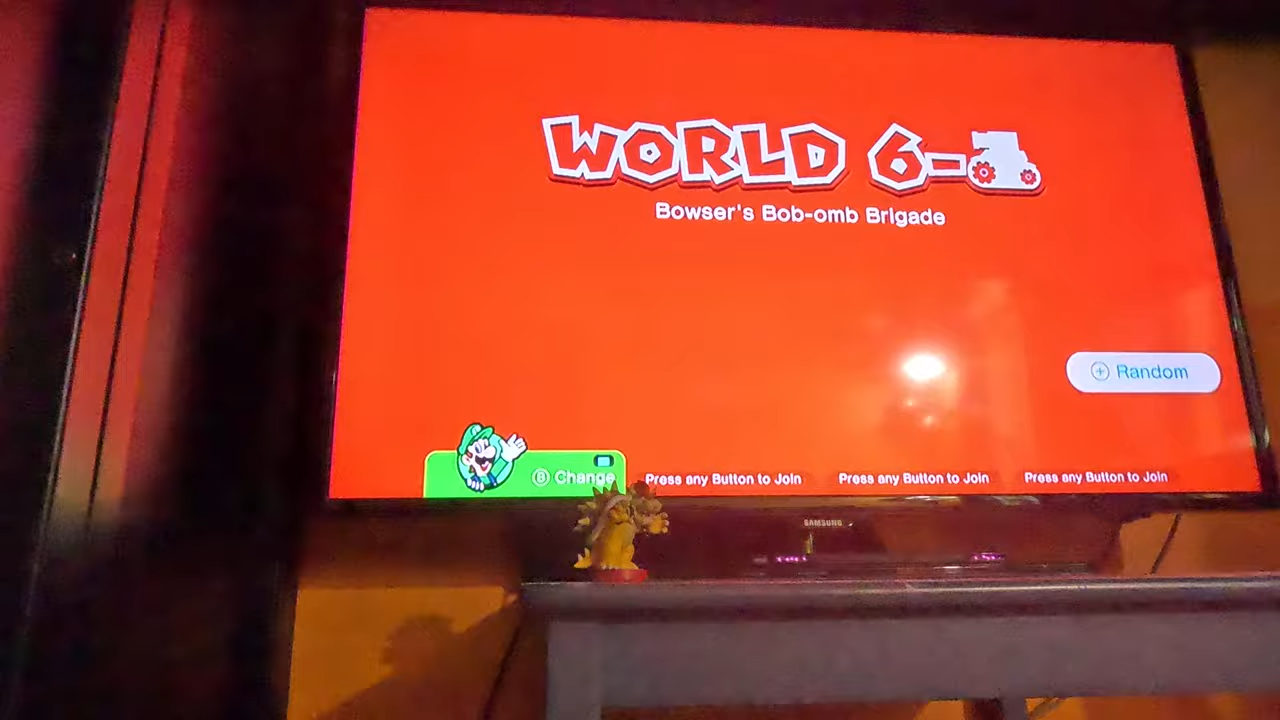 WORLD 6-
Bowser's Bob-omb Brigade
+ Random
B Change
Press any Button to Join
Press any Button to Join
Press any Button to Join
SAMSUNG